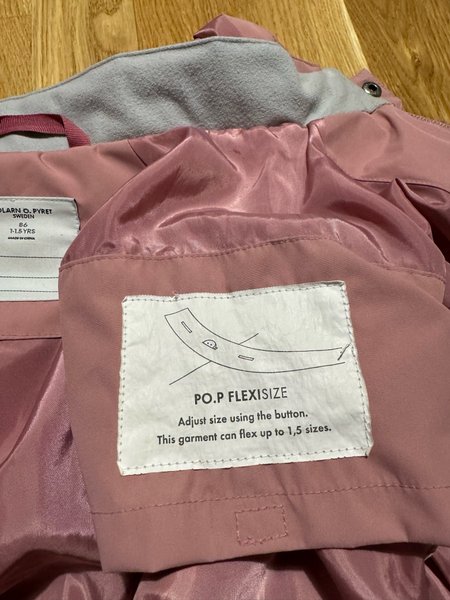 OLARN O. PYRET
SWEDEN
86
1-1.5 YRS
MADE IN CHINA
PO.P FLEXISIZE
Adjust size using the button.
This garment can flex up to 1,5 sizes.